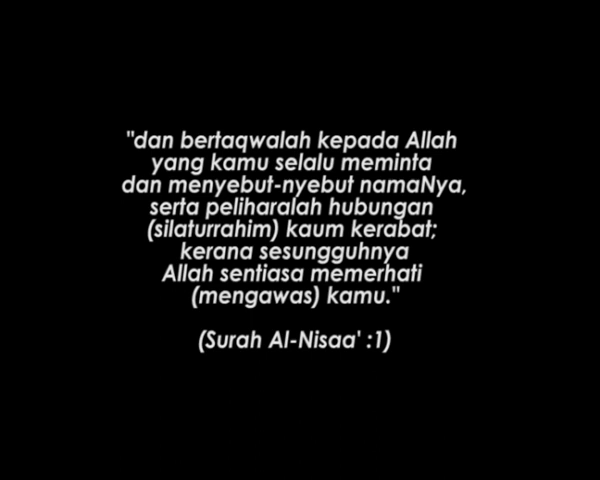 "dan bertaqwalah kepada Allah
yang kamu selalu meminta
dan menyebut-nyebut namaNya,
serta peliharalah hubungan
(silaturrahim) kaum kerabat;
kerana sesungguhnya
Allah sentiasa memerhati
(mengawas) kamu."
(Surah Al-Nisaa' :1)